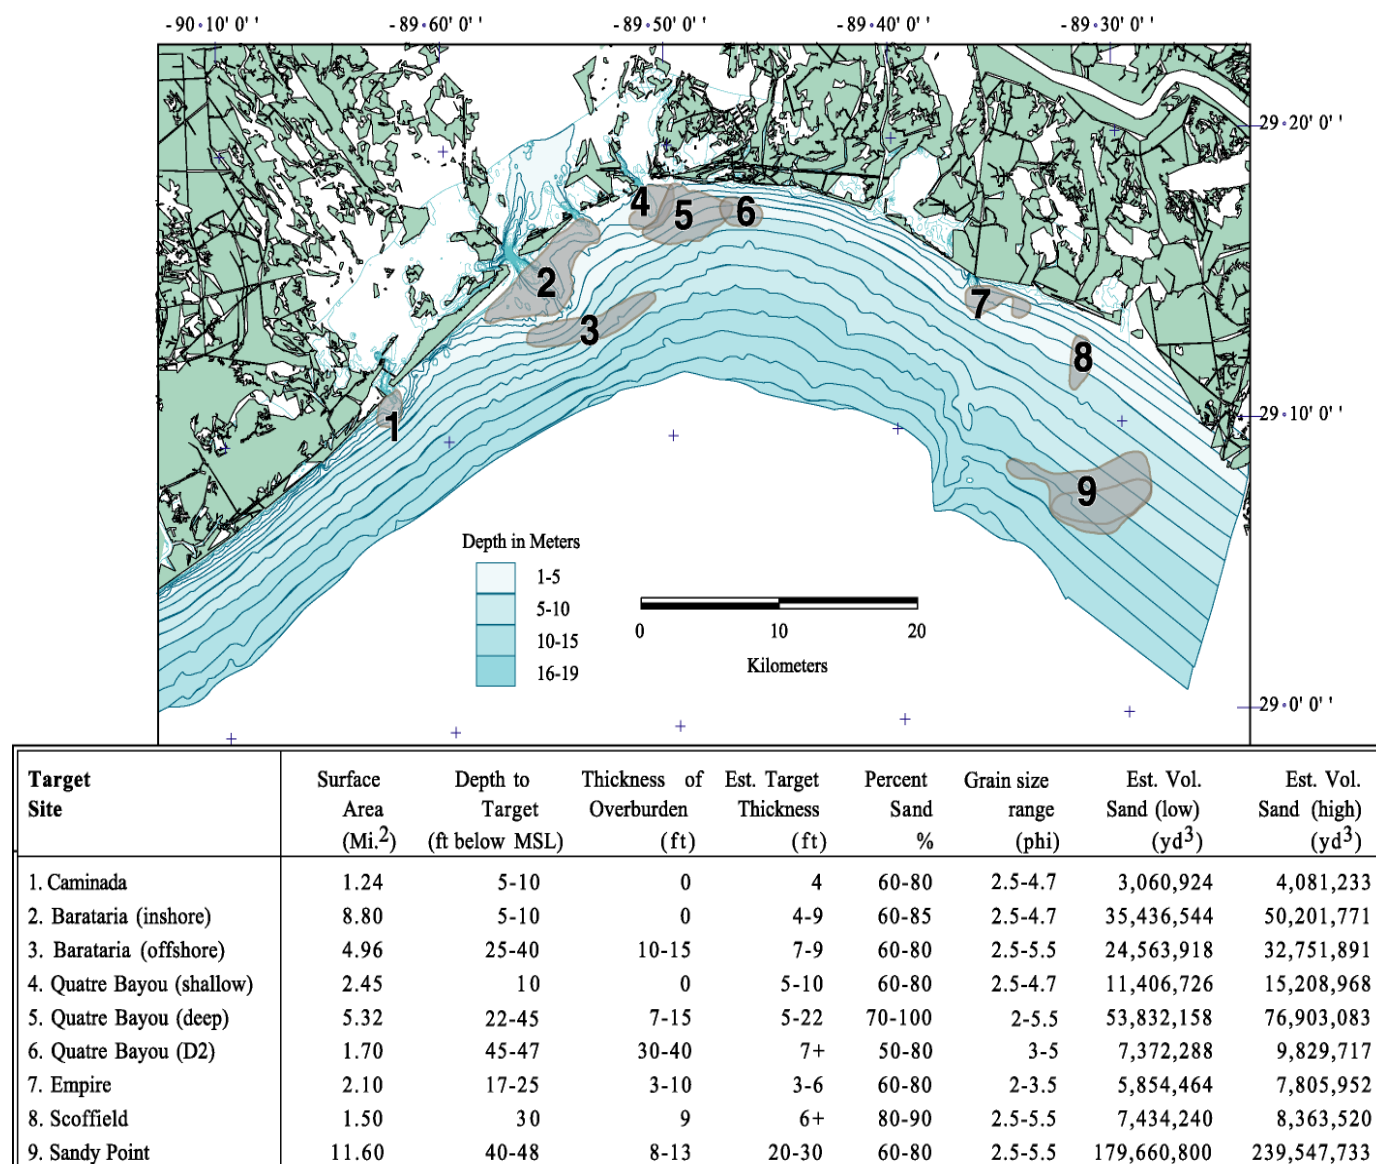 -90°10'0'' -89°60'0'' -89°50'0'' -89°40'0'' -89°30'0''
29°20'0''
4 5 6
2
7
3
8
29°10'0''
1
9
Depth in Meters
1-5
5-10
10-15
16-19
0 10 20
Kilometers
29°0'0''
Target Surface Depth to Thickness of Est. Target Percent Grain size Est. Vol. Est. Vol.
Site Area Target Overburden Thickness Sand range Sand (low) Sand (high)
(Mi.2) (ft below MSL) (ft) (ft) % (phi) (yd3) (yd3)
1. Caminada 1.24 5-10 0 4 60-80 2.5-4.7 3,060,924 4,081,233
2. Barataria (inshore) 8.80 5-10 0 4-9 60-85 2.5-4.7 35,436,544 50,201,771
3. Barataria (offshore) 4.96 25-40 10-15 7-9 60-80 2.5-5.5 24,563,918 32,751,891
4. Quatre Bayou (shallow) 2.45 10 0 5-10 60-80 2.5-4.7 11,406,726 15,208,968
5. Quatre Bayou (deep) 5.32 22-45 7-15 5-22 70-100 2-5.5 53,832,158 76,903,083
6. Quatre Bayou (D2) 1.70 45-47 30-40 7+ 50-80 3-5 7,372,288 9,829,717
7. Empire 2.10 17-25 3-10 3-6 60-80 2-3.5 5,854,464 7,805,952
8. Scoffield 1.50 30 9 6+ 80-90 2.5-5.5 7,434,240 8,363,520
9. Sandy Point 11.60 40-48 8-13 20-30 60-80 2.5-5.5 179,660,800 239,547,733